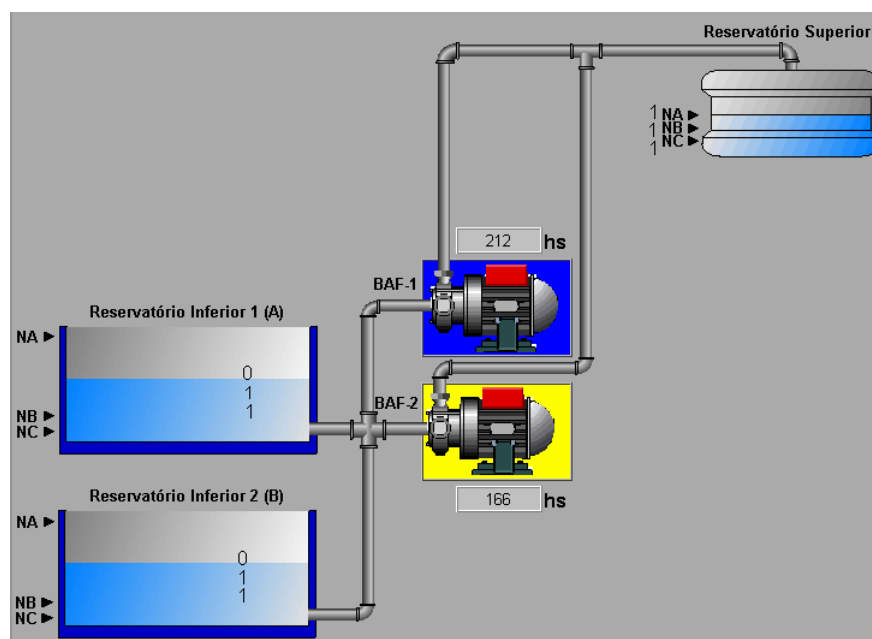 Reservatório Superior
1 NA
1 NB
1 NC
212 hs
BAF-1
Reservatório Inferior 1 (A)
NA
0
1
1
NB
NC
BAF-2
166 hs
Reservatório Inferior 2 (B)
NA
0
1
1
NB
NC